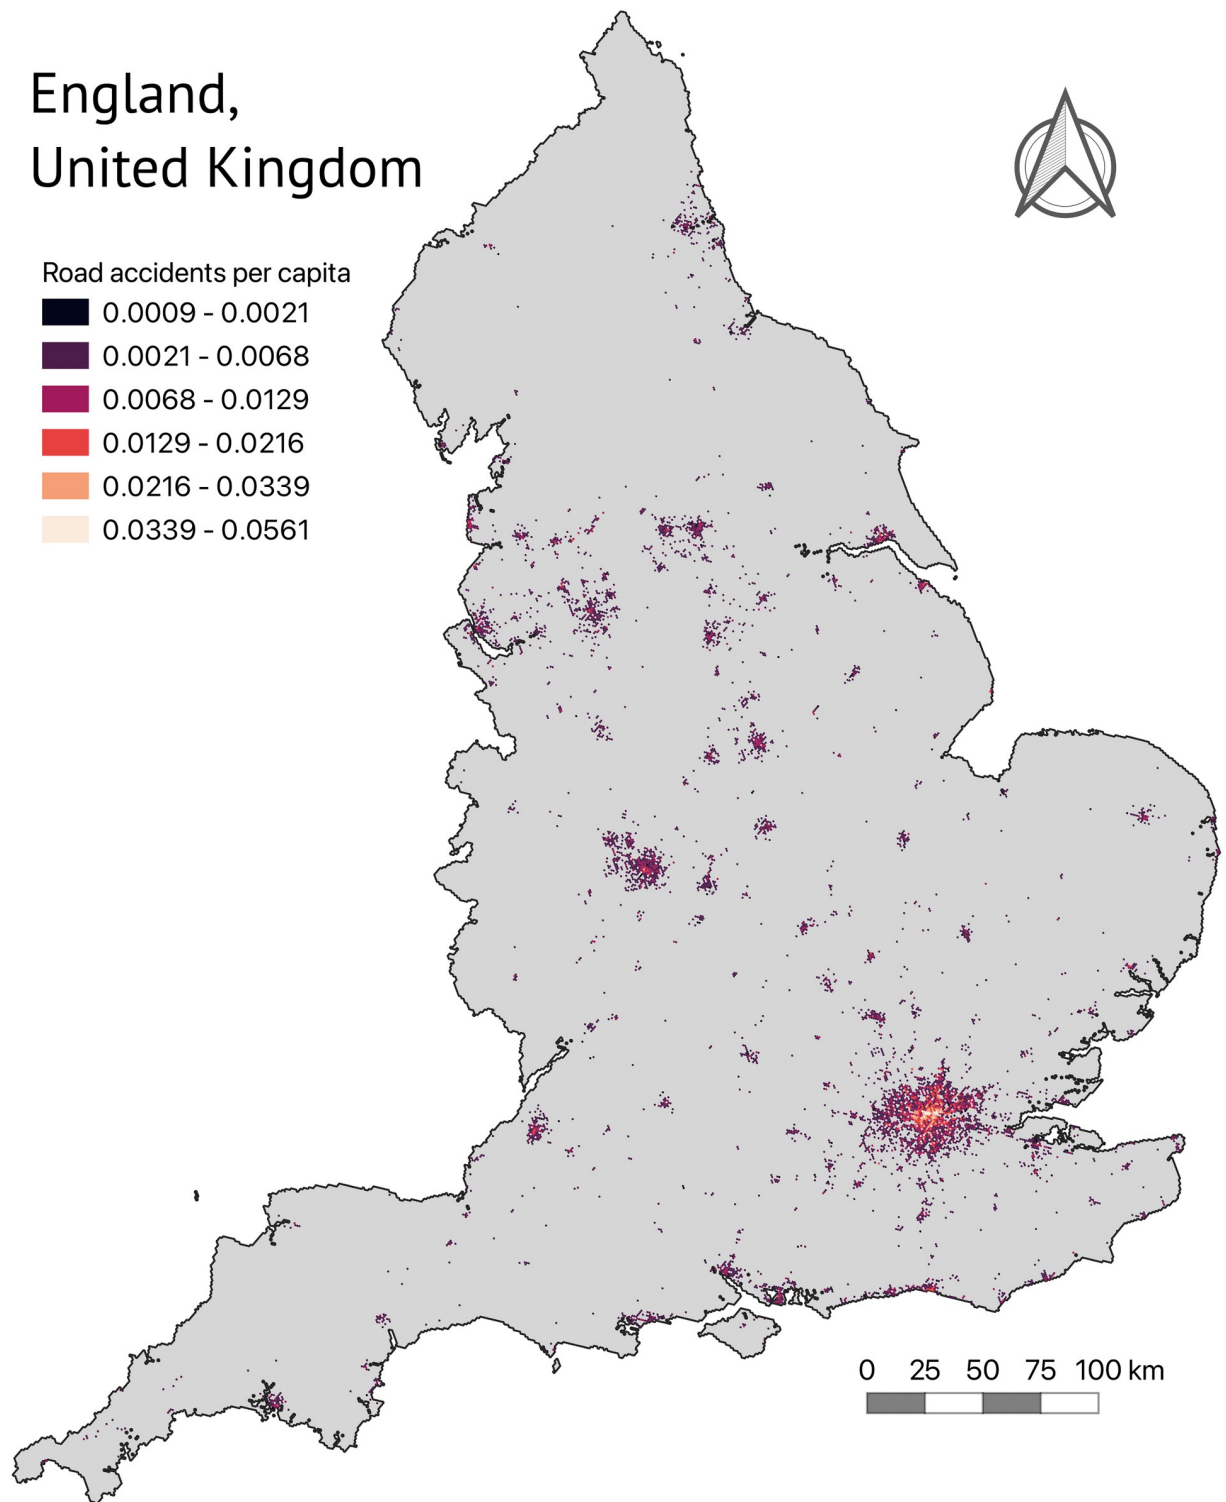 England,
United Kingdom
Road accidents per capita
0.0009 - 0.0021
0.0021 - 0.0068
0.0068 - 0.0129
0.0129 - 0.0216
0.0216 - 0.0339
0.0339 - 0.0561
0 25 50 75 100 km